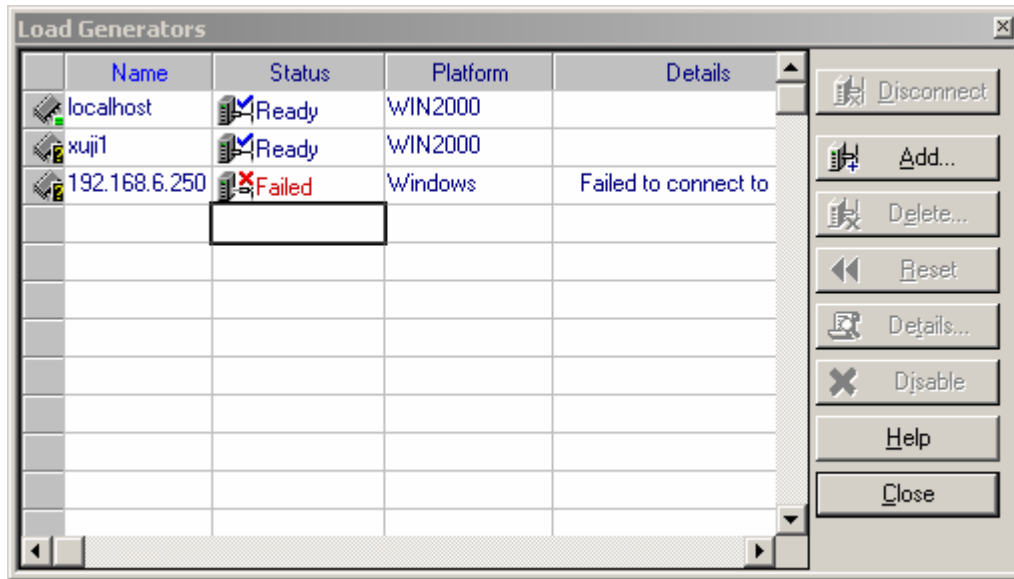 Load Generators
Name Status Platform Details
localhost Ready WIN2000
xuji1 Ready WIN2000
192.168.6.250 Failed Windows Failed to connect to
Disconnect
Add...
Delete...
Reset
Details...
Disable
Help
Close